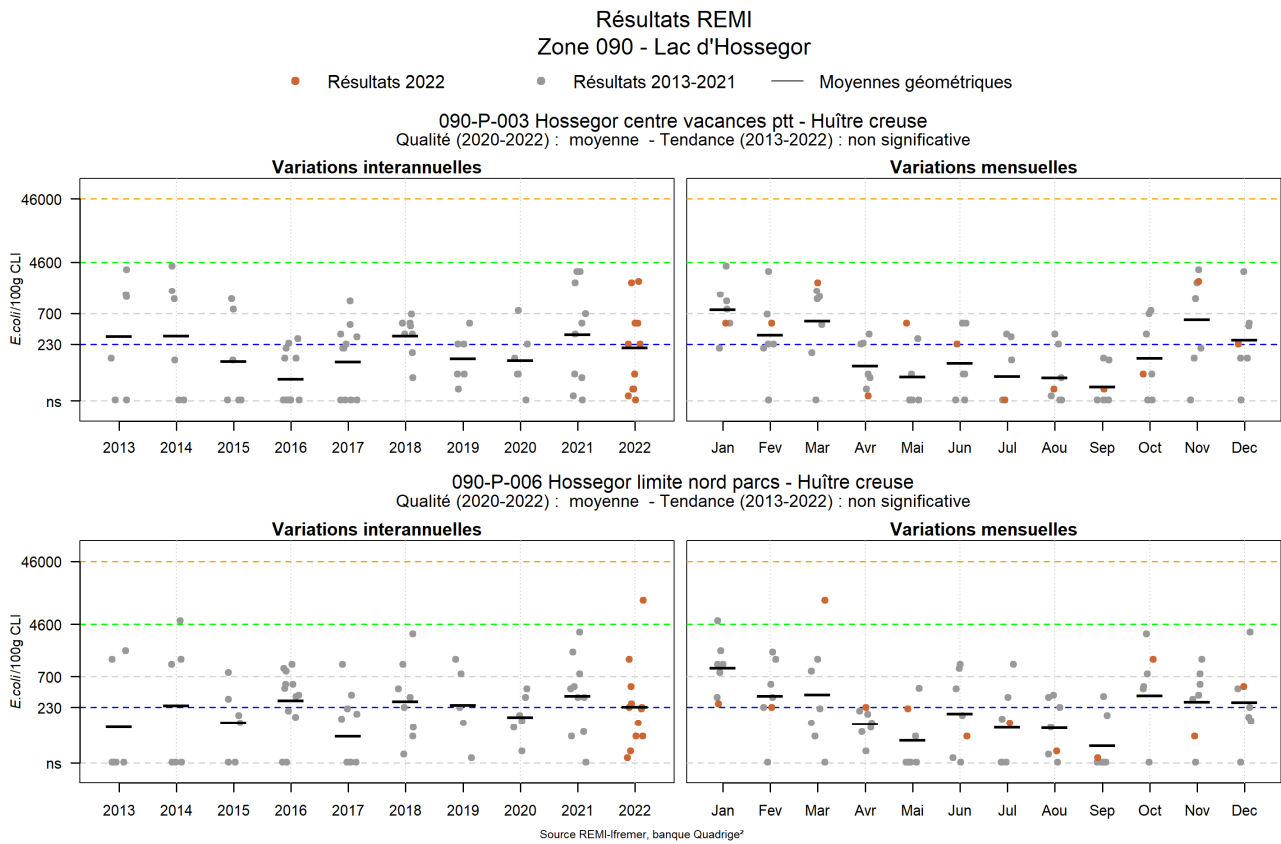 Résultats REMI
Zone 090 - Lac d'Hossegor
Résultats 2022 Résultats 2013-2021 Moyennes géométriques
090-P-003 Hossegor centre vacances ptt - Huître creuse
Qualité (2020-2022) : moyenne - Tendance (2013-2022) : non significative
Variations interannuelles
E.coli/100g CLI
46000
4600
700
230
ns
2013 2014 2015 2016 2017 2018 2019 2020 2021 2022
Variations mensuelles
Jan Fev Mar Avr Mai Jun Jul Aou Sep Oct Nov Dec
090-P-006 Hossegor limite nord parcs - Huître creuse
Qualité (2020-2022) : moyenne - Tendance (2013-2022) : non significative
Variations interannuelles
E.coli/100g CLI
46000
4600
700
230
ns
2013 2014 2015 2016 2017 2018 2019 2020 2021 2022
Variations mensuelles
Jan Fev Mar Avr Mai Jun Jul Aou Sep Oct Nov Dec
Source REMI-Ifremer, banque Quadrige²